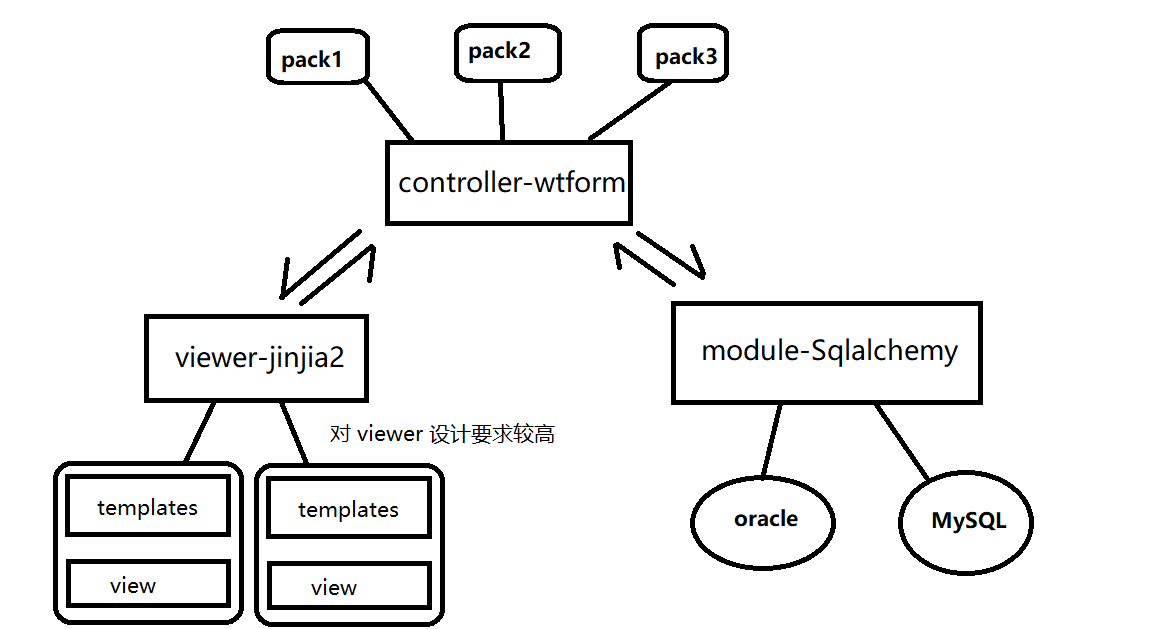 pack1
pack2
pack3
controller-wtform
viewer-jinjia2
module-Sqlalchemy
对 viewer 设计要求较高
templates
templates
view
view
oracle
MySQL